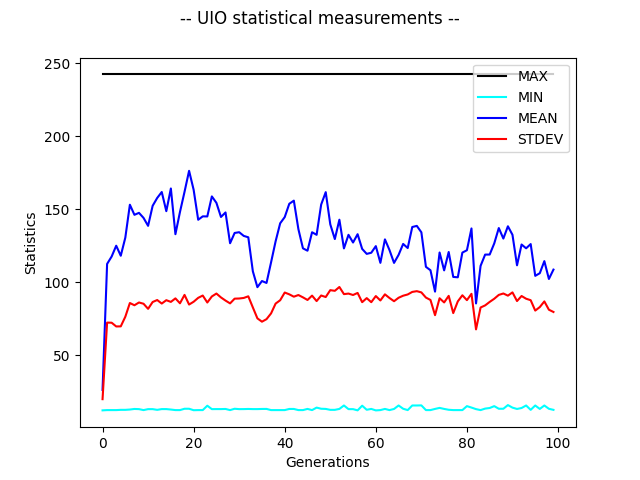 -- UIO statistical measurements --
MAX
MIN
MEAN
STDEV
250
200
150
100
50
Statistics
0 20 40 60 80 100
Generations